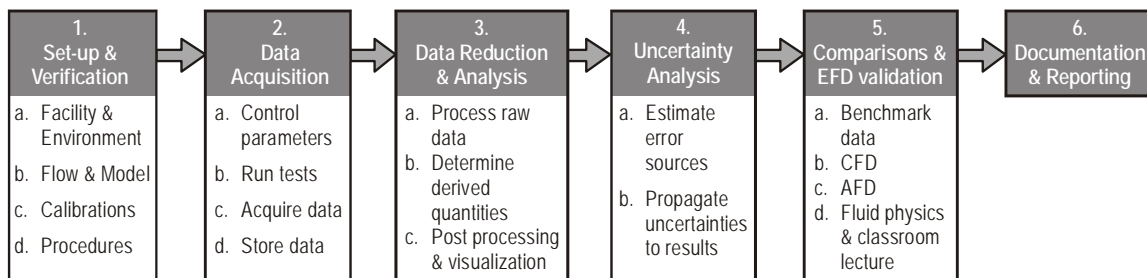 1.
Set-up &
Verification
a. Facility &
Environment
b. Flow & Model
c. Calibrations
d. Procedures
2.
Data
Acquisition
a. Control
parameters
b. Run tests
c. Acquire data
d. Store data
3.
Data Reduction
& Analysis
a. Process raw
data
b. Determine
derived
quantities
c. Post processing
& visualization
4.
Uncertainty
Analysis
a. Estimate
error
sources
b. Propagate
uncertainties
to results
5.
Comparisons &
EFD validation
a. Benchmark
data
b. CFD
c. AFD
d. Fluid physics
& classroom
lecture
6.
Documentation
& Reporting